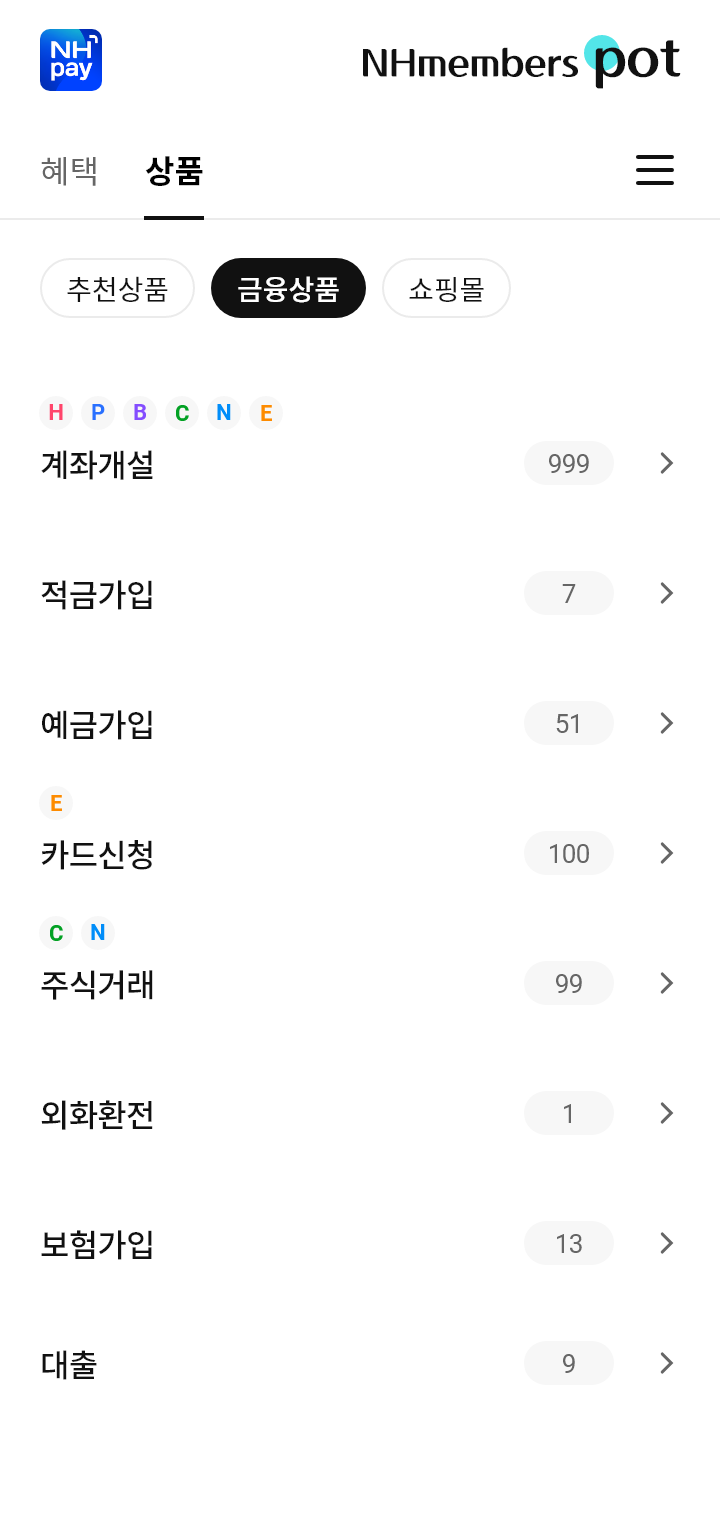 NH
pay
NHmembers pot
혜택 상품
추천상품 금융상품 쇼핑몰
H P B C N E
계좌개설 999
적금가입 7
예금가입 51
E
카드신청 100
C N
주식거래 99
외화환전 1
보험가입 13
대출 9